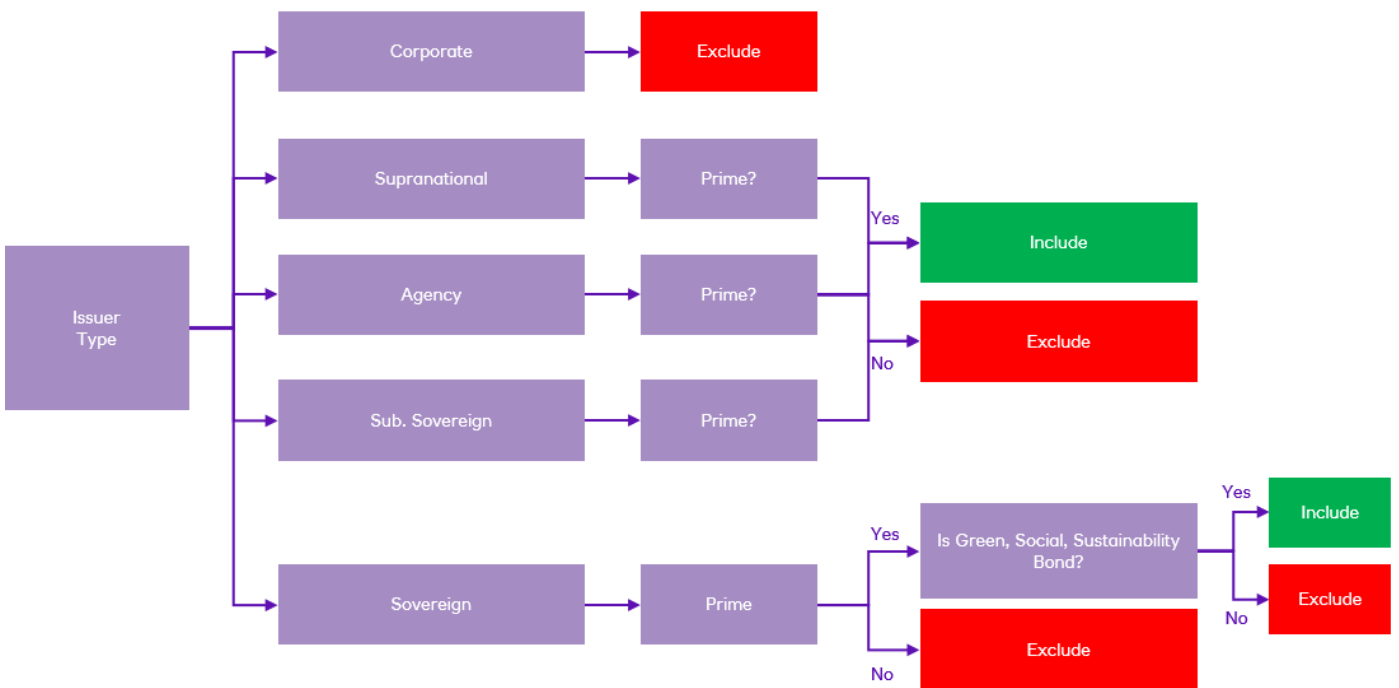 Corporate
Exclude
Supranational
Prime?
Yes
Include
Agency
Prime?
Issuer
Type
Exclude
No
Sub. Sovereign
Prime?
Yes
Is Green, Social, Sustainability
Bond?
Yes
Include
Sovereign
Prime
Exclude
No
Exclude
No